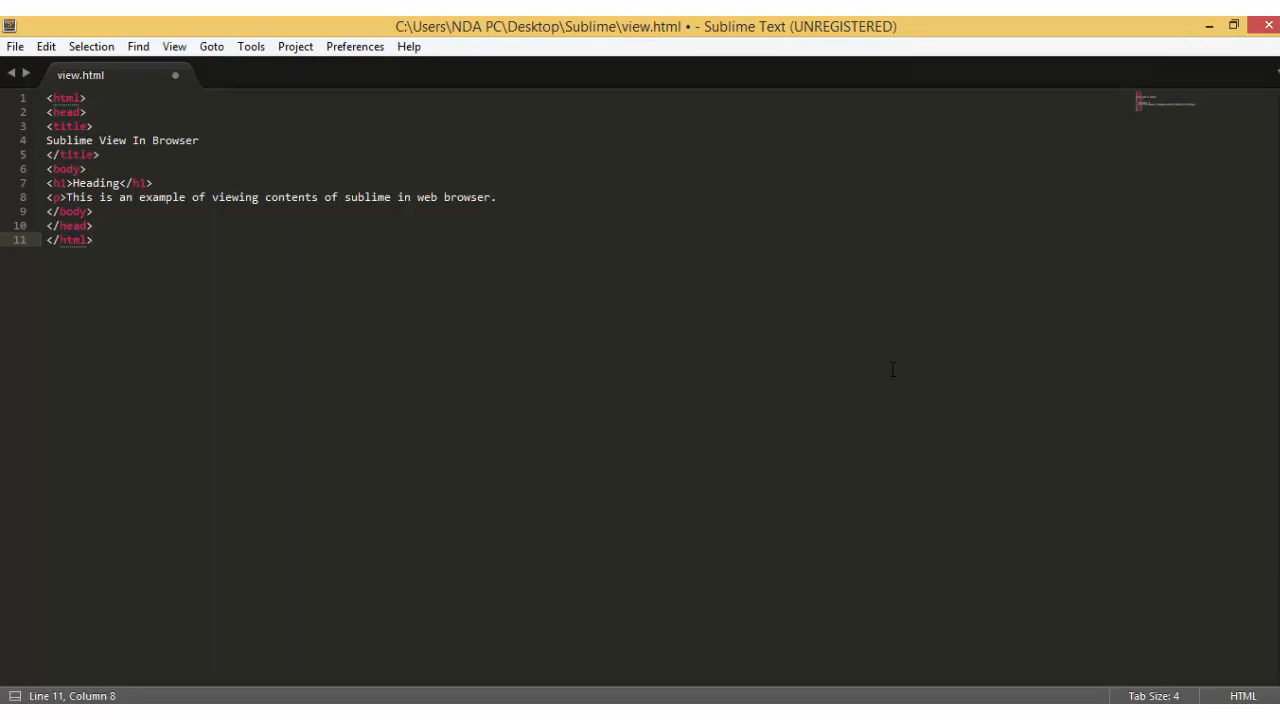 C:\Users\NDA PC\Desktop\Sublime\view.html • - Sublime Text (UNREGISTERED)
File Edit Selection Find View Goto Tools Project Preferences Help
view.html
1 <html>
2 <head>
3 <title>
4 Sublime View In Browser
5 </title>
6 <body>
7 <h1>Heading</h1>
8 <p>This is an example of viewing contents of sublime in web browser.
9 </body>
10 </head>
11 </html>
Line 11, Column 8 Tab Size: 4 HTML